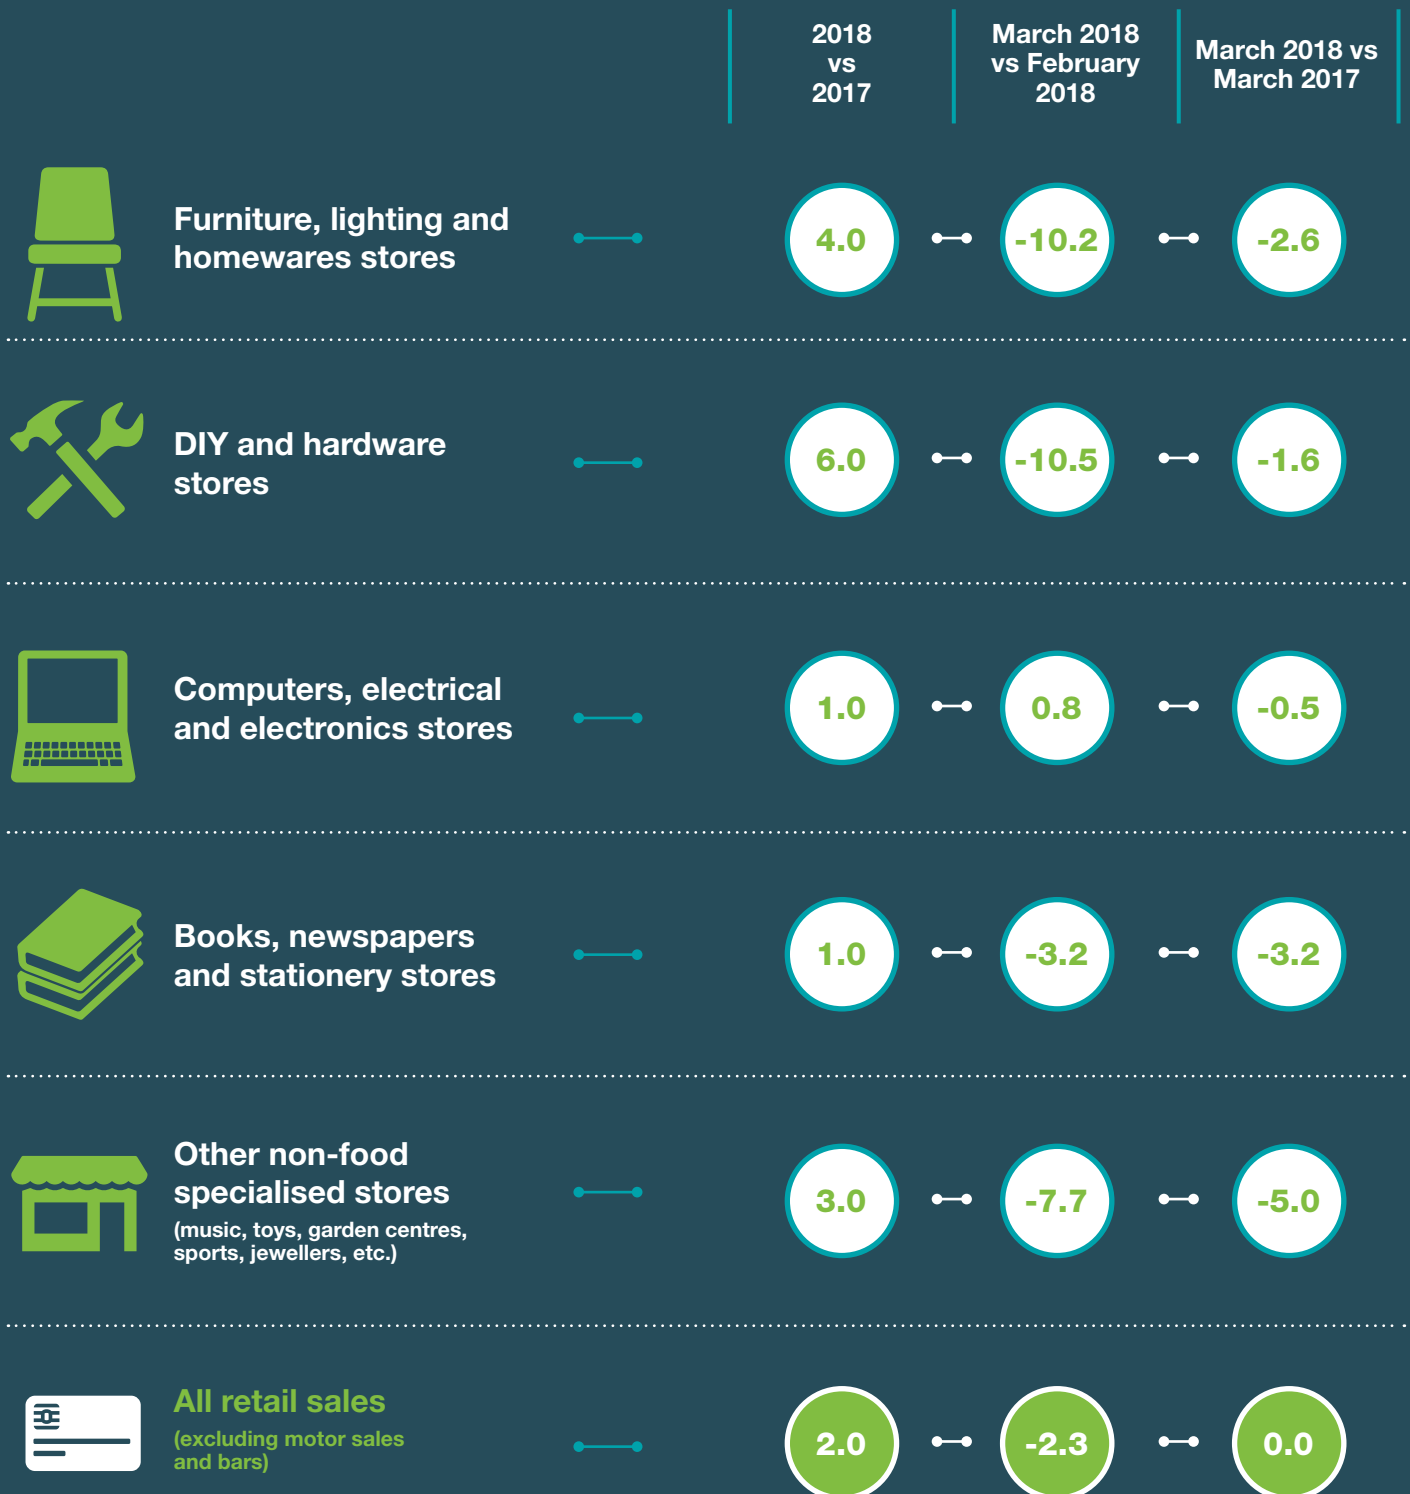 2018
vs
2017
March 2018
vs February
2018
March 2018 vs
March 2017
Furniture, lighting and
homewares stores
4.0
-10.2
-2.6
DIY and hardware
stores
6.0
-10.5
-1.6
Computers, electrical
and electronics stores
1.0
0.8
-0.5
Books, newspapers
and stationery stores
1.0
-3.2
-3.2
Other non-food
specialised stores
(music, toys, garden centres,
sports, jewellers, etc.)
3.0
-7.7
-5.0
All retail sales
(excluding motor sales
and bars)
2.0
-2.3
0.0